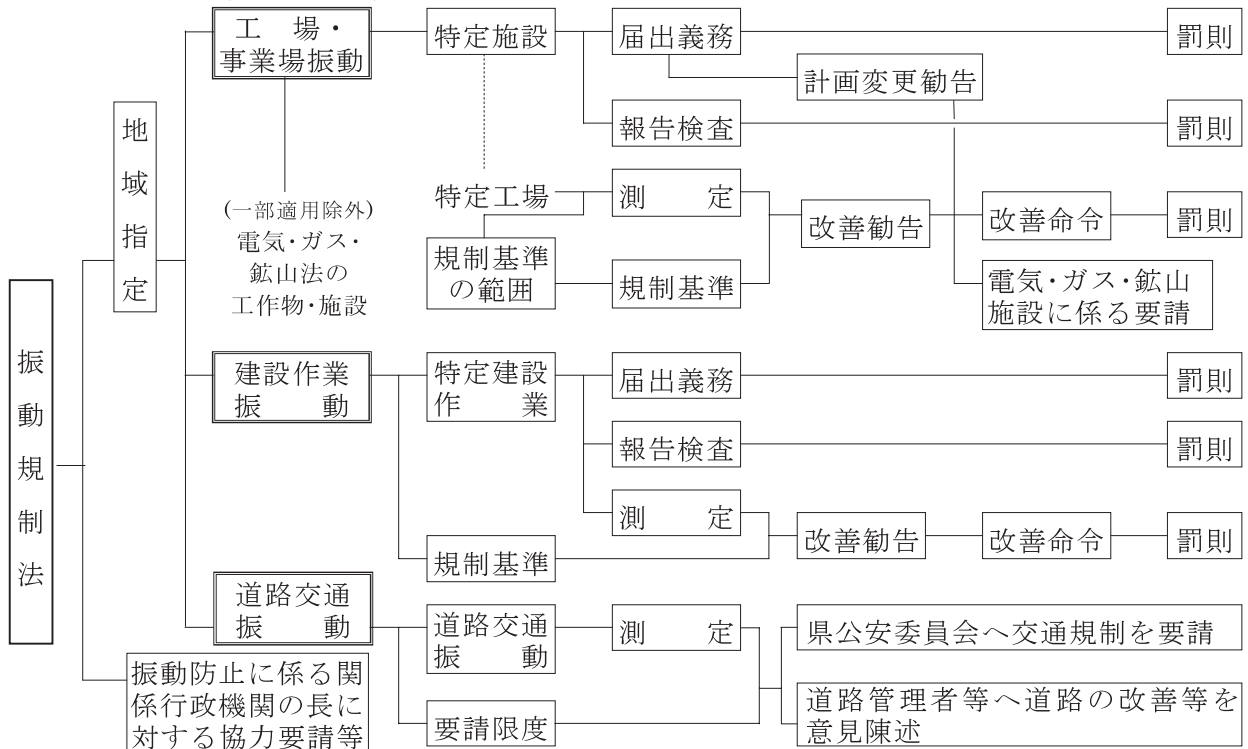 振動規制法
地域指定
工場・
事業場振動
(一部適用除外)
電気・ガス・
鉱山法の
工作物・施設
特定施設
届出義務
罰則
計画変更勧告
報告検査
罰則
特定工場
測定
規制基準
の範囲
規制基準
改善勧告
改善命令
罰則
電気・ガス・鉱山
施設に係る要請
建設作業
振動
特定建設
作業
届出義務
罰則
報告検査
罰則
測定
規制基準
改善勧告
改善命令
罰則
道路交通
振動
道路交通
振動
測定
要請限度
県公安委員会へ交通規制を要請
道路管理者等へ道路の改善等を
意見陳述
振動防止に係る関
係行政機関の長に
対する協力要請等